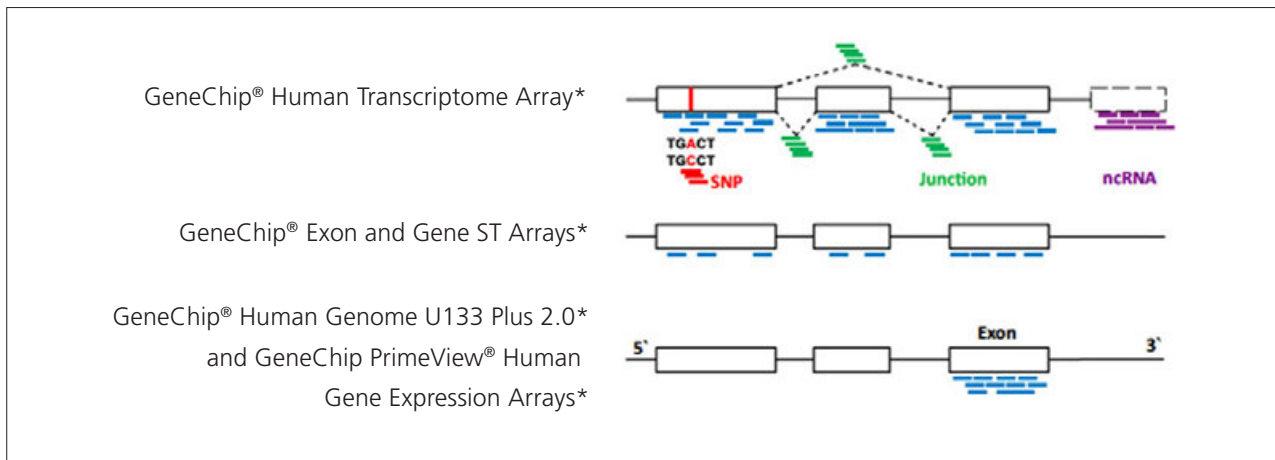 GeneChip® Human Transcriptome Array*
TGACT
TGCCT
SNP
Junction
ncRNA
GeneChip® Exon and Gene ST Arrays*
GeneChip® Human Genome U133 Plus 2.0*
and GeneChip PrimeView® Human
Gene Expression Arrays*
5`
Exon
3`